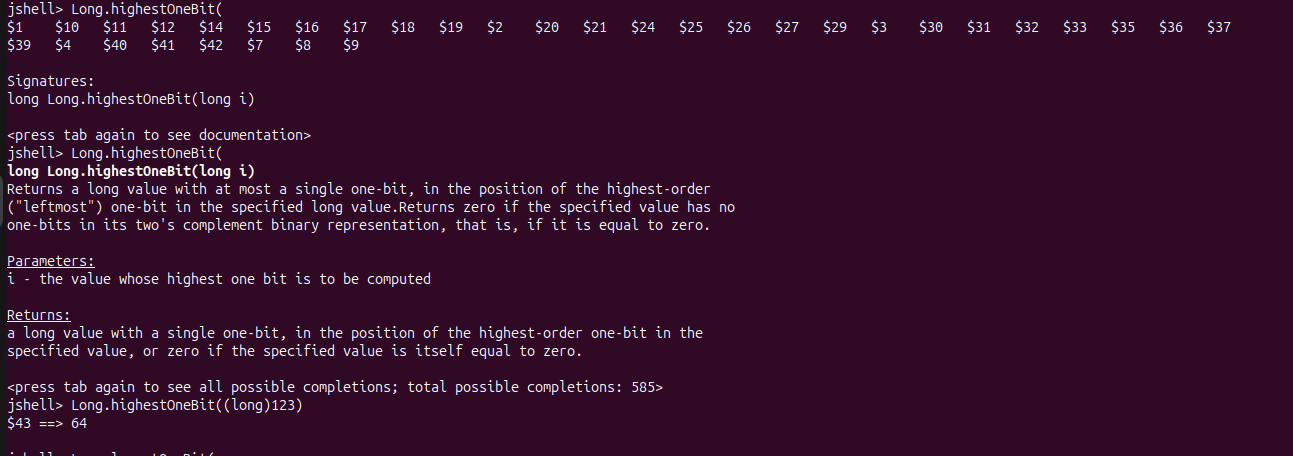 jshell> Long.highestOneBit(
$1 $10 $11 $12 $14 $15 $16 $17 $18 $19 $2 $20 $21 $24 $25 $26 $27 $29 $3 $30 $31 $32 $33 $35 $36 $37
$39 $4 $40 $41 $42 $7 $8 $9
Signatures:
long Long.highestOneBit(long i)
<press tab again to see documentation>
jshell> Long.highestOneBit(
long Long.highestOneBit(long i)
Returns a long value with at most a single one-bit, in the position of the highest-order
("leftmost") one-bit in the specified long value.Returns zero if the specified value has no
one-bits in its two's complement binary representation, that is, if it is equal to zero.
Parameters:
i - the value whose highest one bit is to be computed
Returns:
a long value with a single one-bit, in the position of the highest-order one-bit in the
specified value, or zero if the specified value is itself equal to zero.
<press tab again to see all possible completions; total possible completions: 585>
jshell> Long.highestOneBit((long)123)
$43 ==> 64